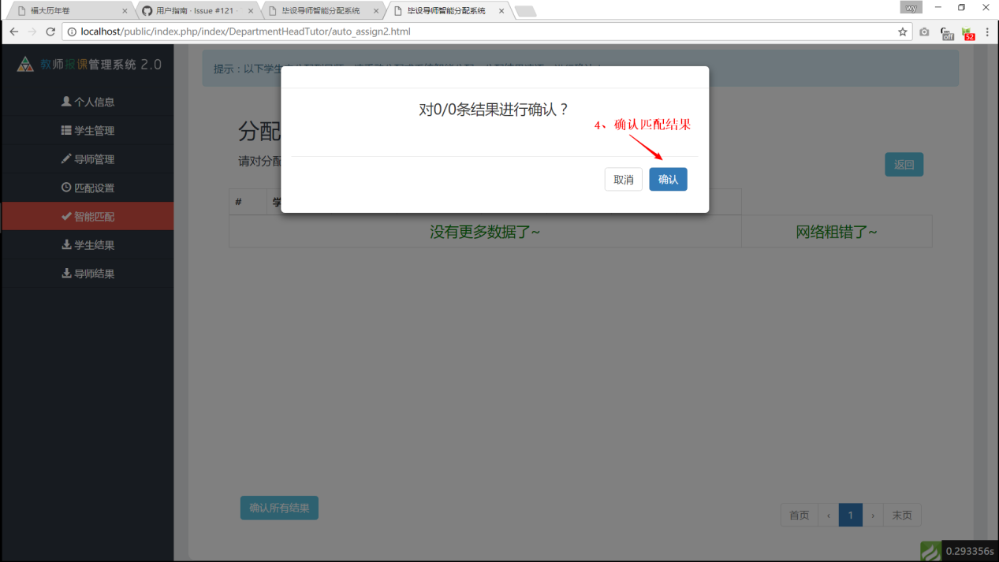 福大历年卷
用户指南 · Issue #121
毕设导师智能分配系统
毕设导师智能分配系统
wy
localhost/public/index.php/index/DepartmentHeadTutor/auto_assign2.html
off
52
教师报课管理系统 2.0
提示：以下学生
个人信息
学生管理
导师管理
匹配设置
智能匹配
学生结果
导师结果
对0/0条结果进行确认？
4、确认匹配结果
取消
确认
分配
请对分配
返回
#
学
没有更多数据了~
网络粗错了~
确认所有结果
首页
‹
1
›
末页
0.293356s